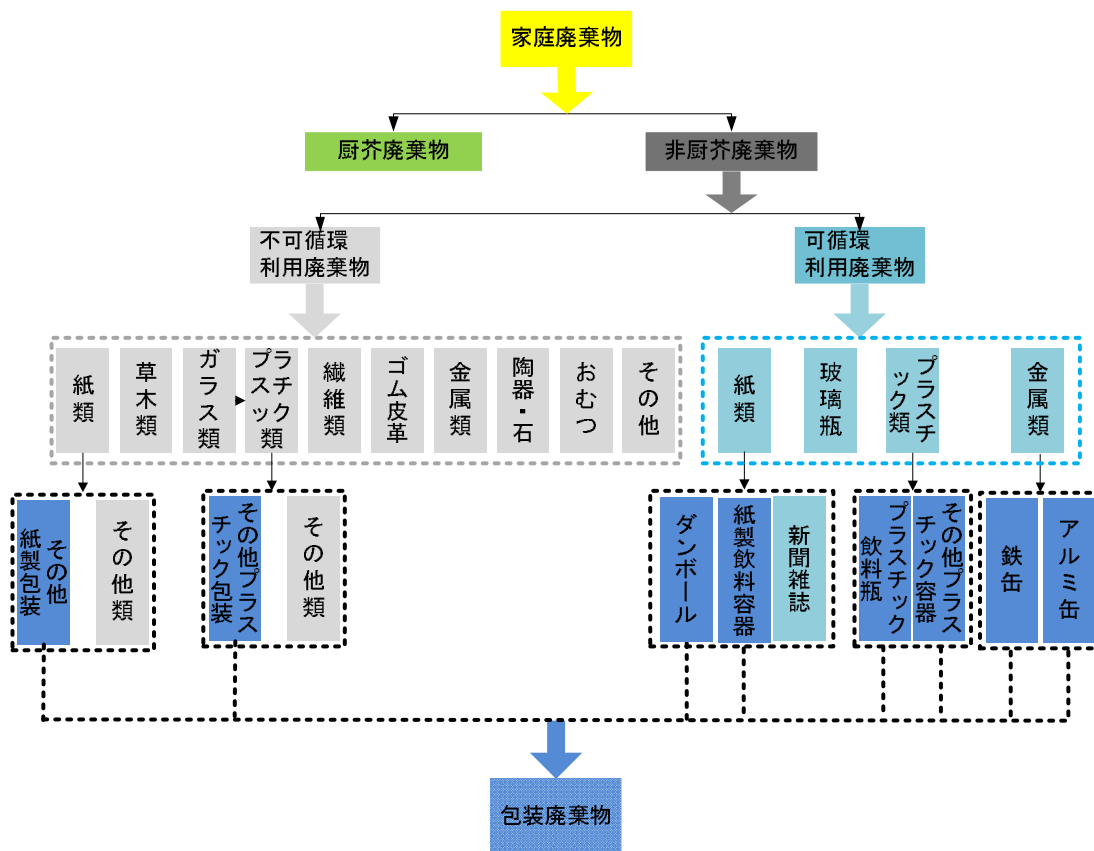 家庭廃棄物
厨芥廃棄物
非厨芥廃棄物
不可循環
利用廃棄物
可循環
利用廃棄物
紙類
草木類
ガラス類
プラスチック類
繊維類
ゴム皮革
金属類
陶器・石
おむつ
その他
紙類
玻璃瓶
プラスチ
ック類
金属類
その他
紙製包装
その他類
その他プラス
チック包装
その他類
ダンボール
紙製飲料容器
新聞雑誌
プラスチック
飲料瓶
その他プラス
チック容器
鉄缶
アルミ缶
包装廃棄物